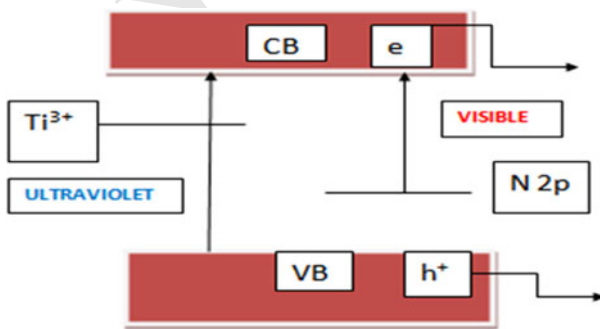 CB
e
Ti³⁺
VISIBLE
ULTRAVIOLET
N 2p
VB
h⁺